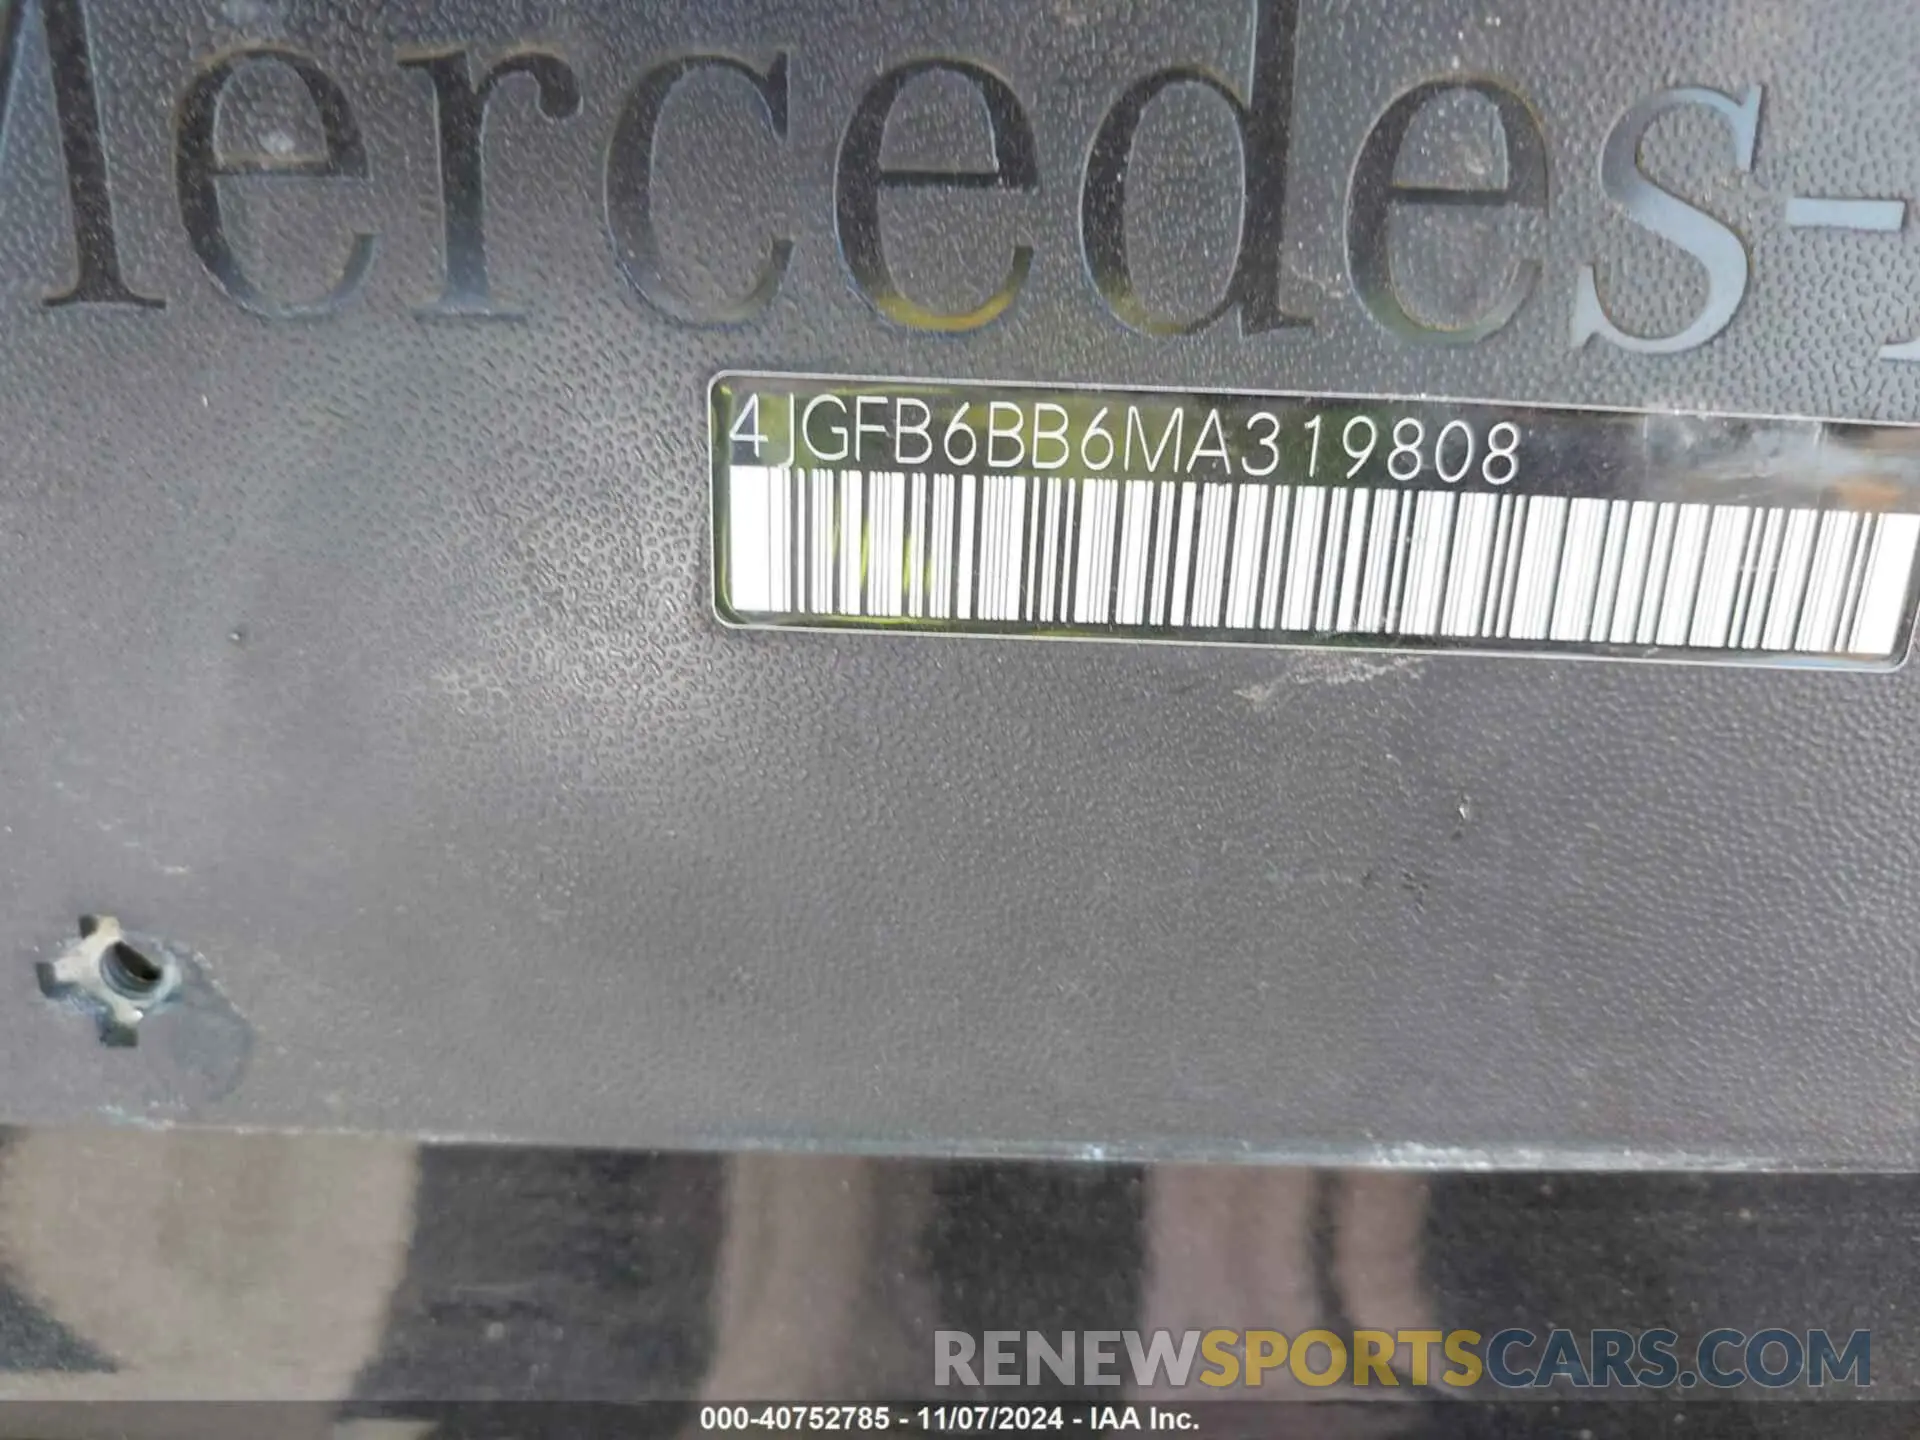 Mercedes-
4JGFB6BB6MA319808
RENEWSPORTSCARS.COM
000-40752785 - 11/07/2024 - IAA Inc.